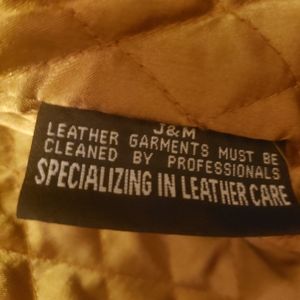 J&M
LEATHER GARMENTS MUST BE
CLEANED BY PROFESSIONALS
SPECIALIZING IN LEATHER CARE